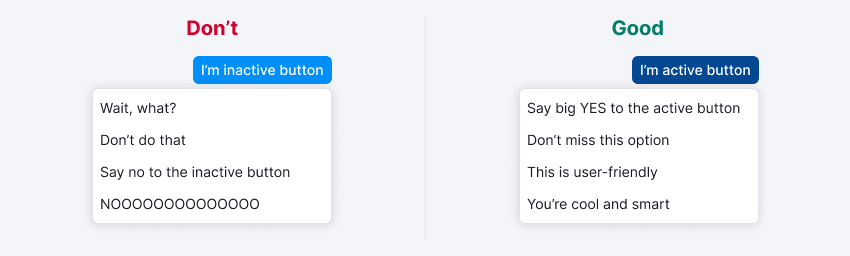 Don’t
I’m inactive button
Wait, what?
Don’t do that
Say no to the inactive button
NOOOOOOOOOOOOOO
Good
I’m active button
Say big YES to the active button
Don’t miss this option
This is user-friendly
You’re cool and smart